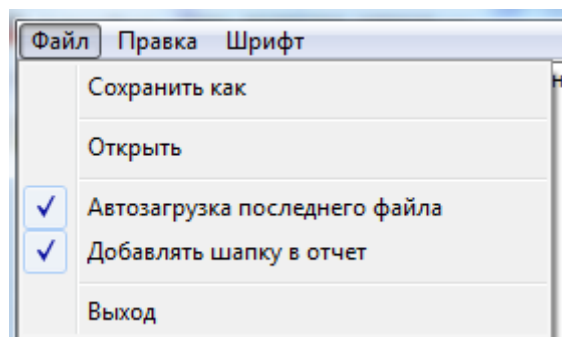 Файл Правка Шрифт
Сохранить как
Открыть
Автозагрузка последнего файла
Добавлять шапку в отчет
Выход